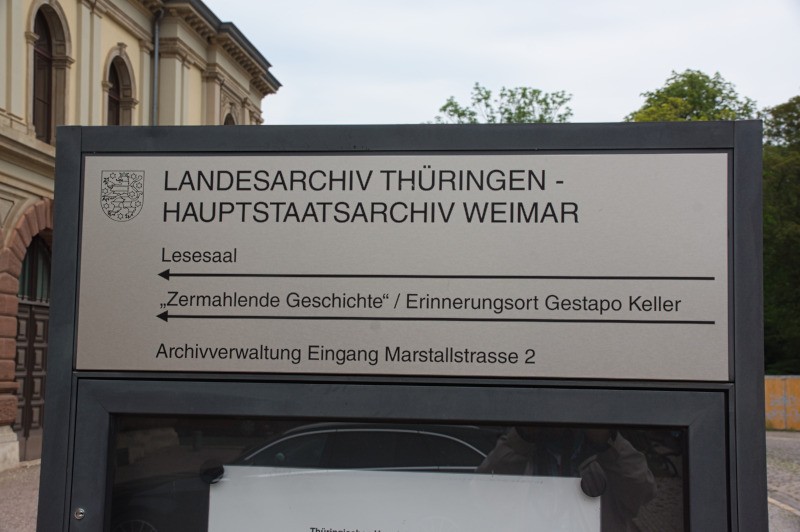 LANDESARCHIV THÜRINGEN -
HAUPTSTAATSARCHIV WEIMAR
Lesesaal
„Zermahlende Geschichte“ / Erinnerungsort Gestapo Keller
Archivverwaltung Eingang Marstallstrasse 2